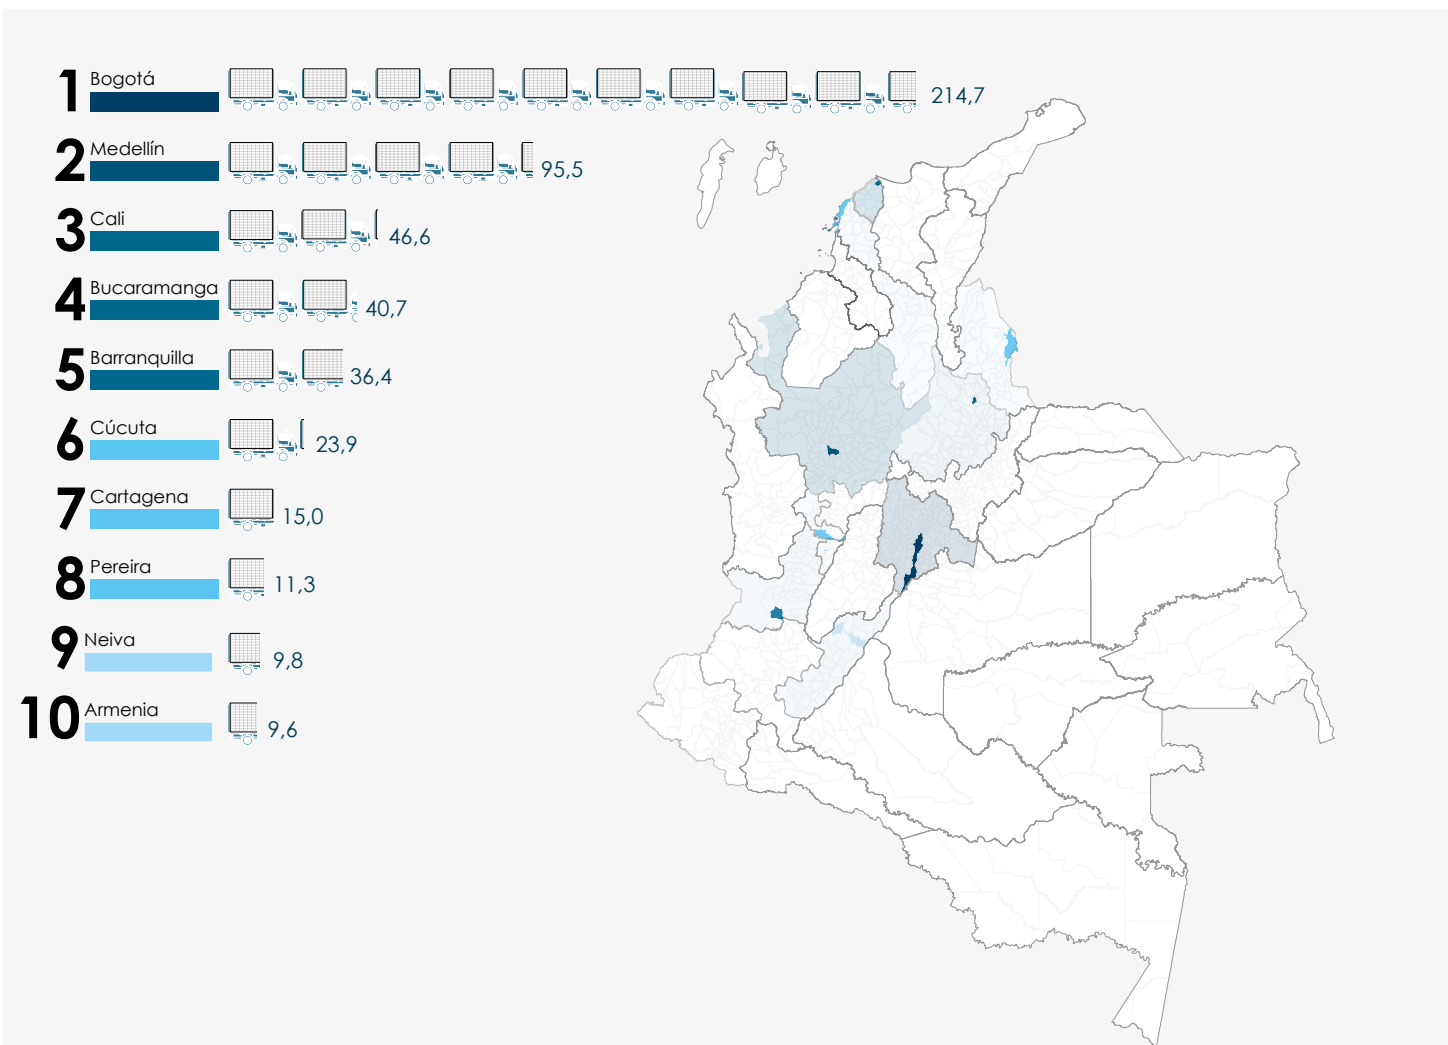 1 Bogotá 214,7
2 Medellín 95,5
3 Cali 46,6
4 Bucaramanga 40,7
5 Barranquilla 36,4
6 Cúcuta 23,9
7 Cartagena 15,0
8 Pereira 11,3
9 Neiva 9,8
10 Armenia 9,6